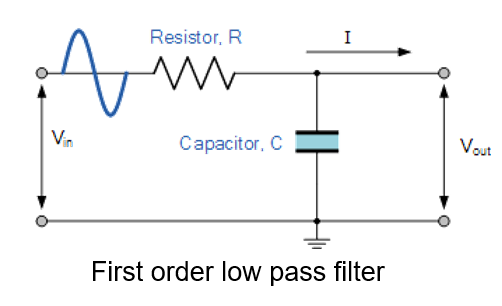 Resistor, R
I
Vin
Capacitor, C
Vout
First order low pass filter